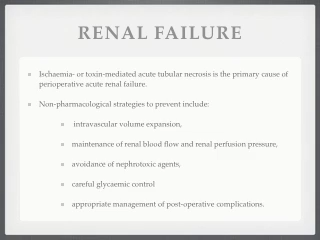 RENAL FAILURE
Ischaemia- or toxin-mediated acute tubular necrosis is the primary cause of
perioperative acute renal failure.
Non-pharmacological strategies to prevent include:
intravascular volume expansion,
maintenance of renal blood flow and renal perfusion pressure,
avoidance of nephrotoxic agents,
careful glycaemic control
appropriate management of post-operative complications.